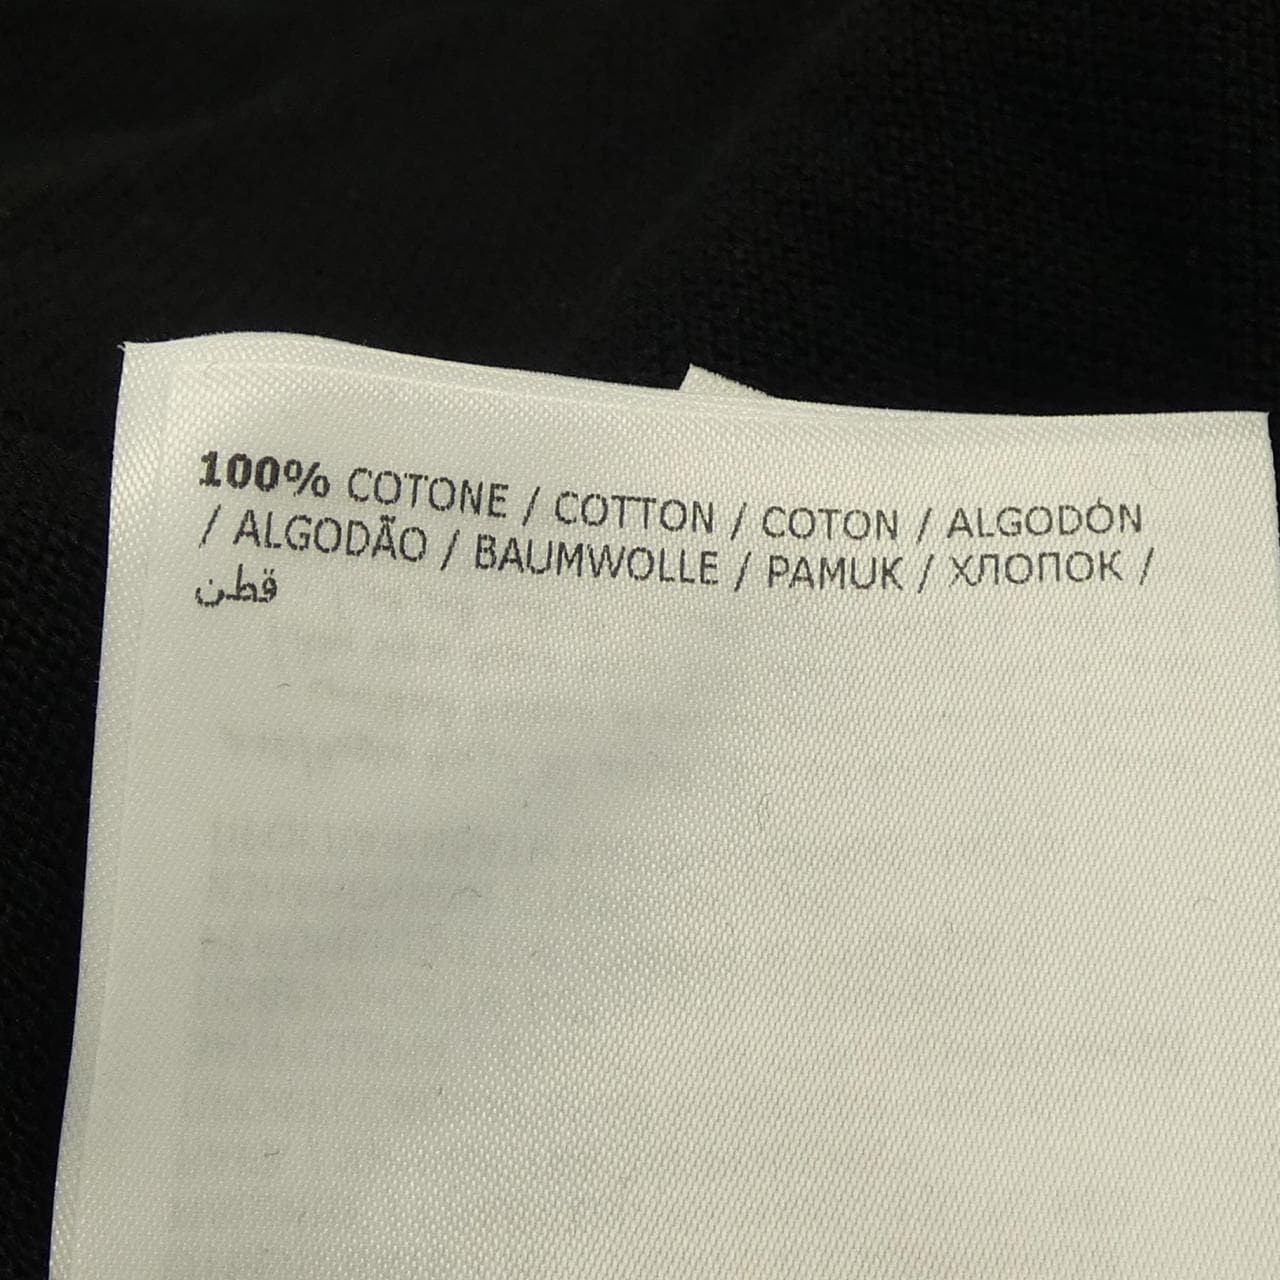 100% COTONE / COTTON / COTON / ALGODÓN
/ ALGODÃO / BAUMWOLLE / PAMUK / ХЛОПОК /
قطن